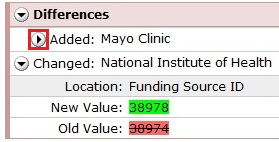 Differences
Added: Mayo Clinic
Changed: National Institute of Health
Location: Funding Source ID
New Value: 38978
Old Value: 38974